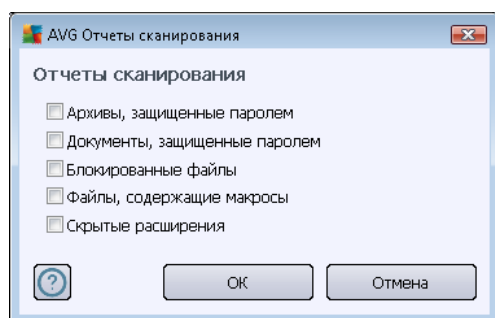 AVG Отчеты сканирования
Отчеты сканирования
Архивы, защищенные паролем
Документы, защищенные паролем
Блокированные файлы
Файлы, содержащие макросы
Скрытые расширения
?
ОК
Отмена